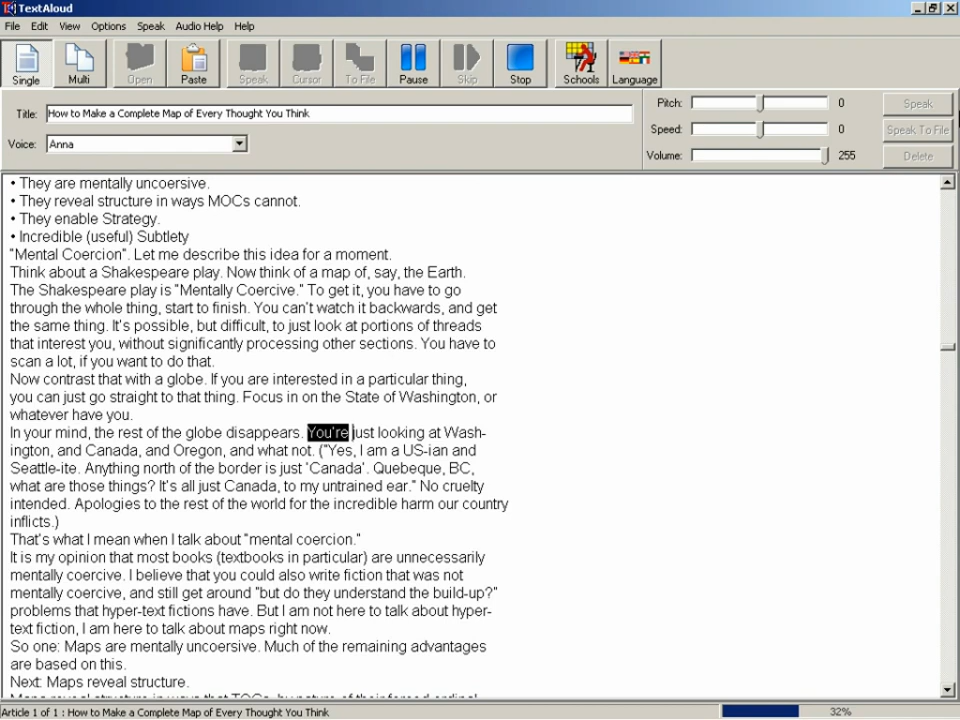 TextAloud
File Edit View Options Speak Audio Help Help
Single Multi Open Paste Speak Cursor To File Pause Skip Stop Schools Language
Title: How to Make a Complete Map of Every Thought You Think
Voice: Anna
Pitch: 0 Speak
Speed: 0 Speak To File
Volume: 255 Delete
• They are mentally uncoersive.
• They reveal structure in ways MOCs cannot.
• They enable Strategy.
• Incredible (useful) Subtlety
"Mental Coercion". Let me describe this idea for a moment.
Think about a Shakespeare play. Now think of a map of, say, the Earth.
The Shakespeare play is "Mentally Coercive." To get it, you have to go
through the whole thing, start to finish. You can't watch it backwards, and get
the same thing. It's possible, but difficult, to just look at portions of threads
that interest you, without significantly processing other sections. You have to
scan a lot, if you want to do that.
Now contrast that with a globe. If you are interested in a particular thing,
you can just go straight to that thing. Focus in on the State of Washington, or
whatever have you.
In your mind, the rest of the globe disappears. You're just looking at Wash-
ington, and Canada, and Oregon, and what not. ("Yes, I am a US-ian and
Seattle-ite. Anything north of the border is just 'Canada'. Quebeque, BC,
what are those things? It's all just Canada, to my untrained ear." No cruelty
intended. Apologies to the rest of the world for the incredible harm our country
inflicts.)
That's what I mean when I talk about "mental coercion."
It is my opinion that most books (textbooks in particular) are unnecessarily
mentally coercive. I believe that you could also write fiction that was not
mentally coercive, and still get around "but do they understand the build-up?"
problems that hyper-text fictions have. But I am not here to talk about hyper-
text fiction, I am here to talk about maps right now.
So one: Maps are mentally uncoersive. Much of the remaining advantages
are based on this.
Next: Maps reveal structure.
Maps reveal structure in ways that TOCs, by nature of their forced ordinal
Article 1 of 1 : How to Make a Complete Map of Every Thought You Think 32%